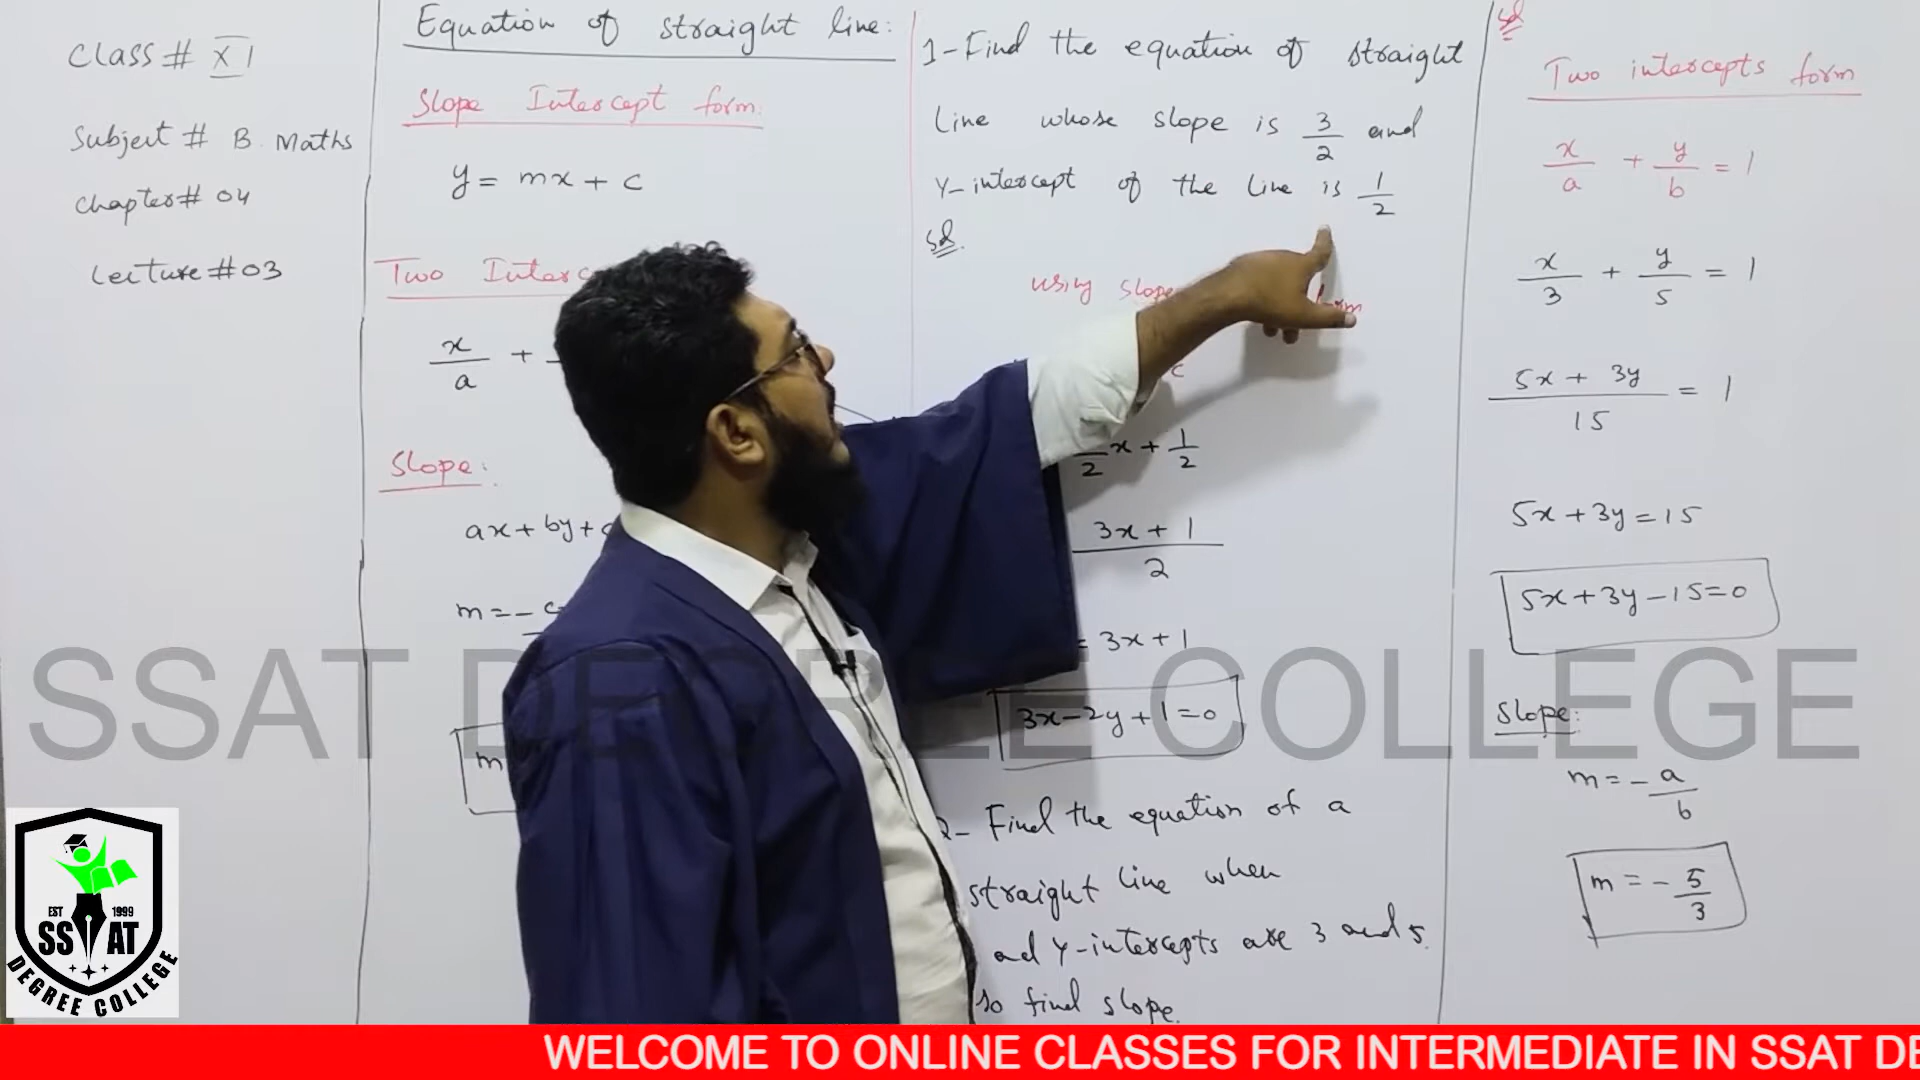 Class # XI
Subject # B. Maths
Chapter # 04
Lecture # 03
Equation of straight line:
Slope Intercept form:
y = mx + c
Two
x/a +
Slope:
ax + by +
m = -
m
1- Find the equation of straight
Line whose slope is 3/2 and
Y-intercept of the line is 1/2
Sol.
using
c
2 x + 1/2
3x + 1
2
= 3x + 1
3x - 2y + 1 = 0
2- Find the equation of a
straight line when
Y-intercepts are 3 and 5.
find slope.
Sol
Two intercepts form
x/a + y/b = 1
x/3 + y/5 = 1
5x + 3y / 15 = 1
5x + 3y = 15
5x + 3y - 15 = 0
Slope:
m = - a/b
m = - 5/3
SSAT DEGREE COLLEGE
EST 1999
SSAT
DEGREE COLLEGE
WELCOME TO ONLINE CLASSES FOR INTERMEDIATE IN SSAT